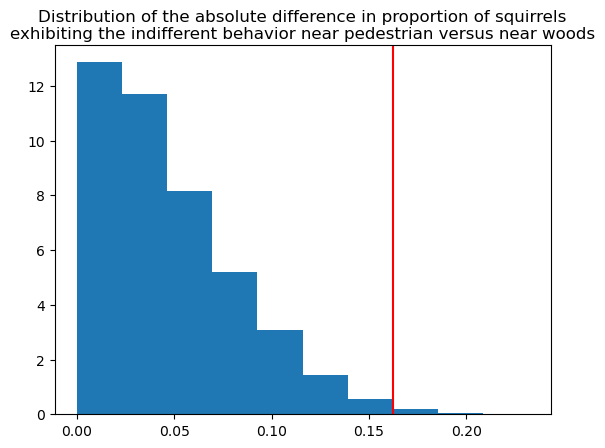 Distribution of the absolute difference in proportion of squirrels
exhibiting the indifferent behavior near pedestrian versus near woods
12
10
8
6
4
2
0
0.00 0.05 0.10 0.15 0.20